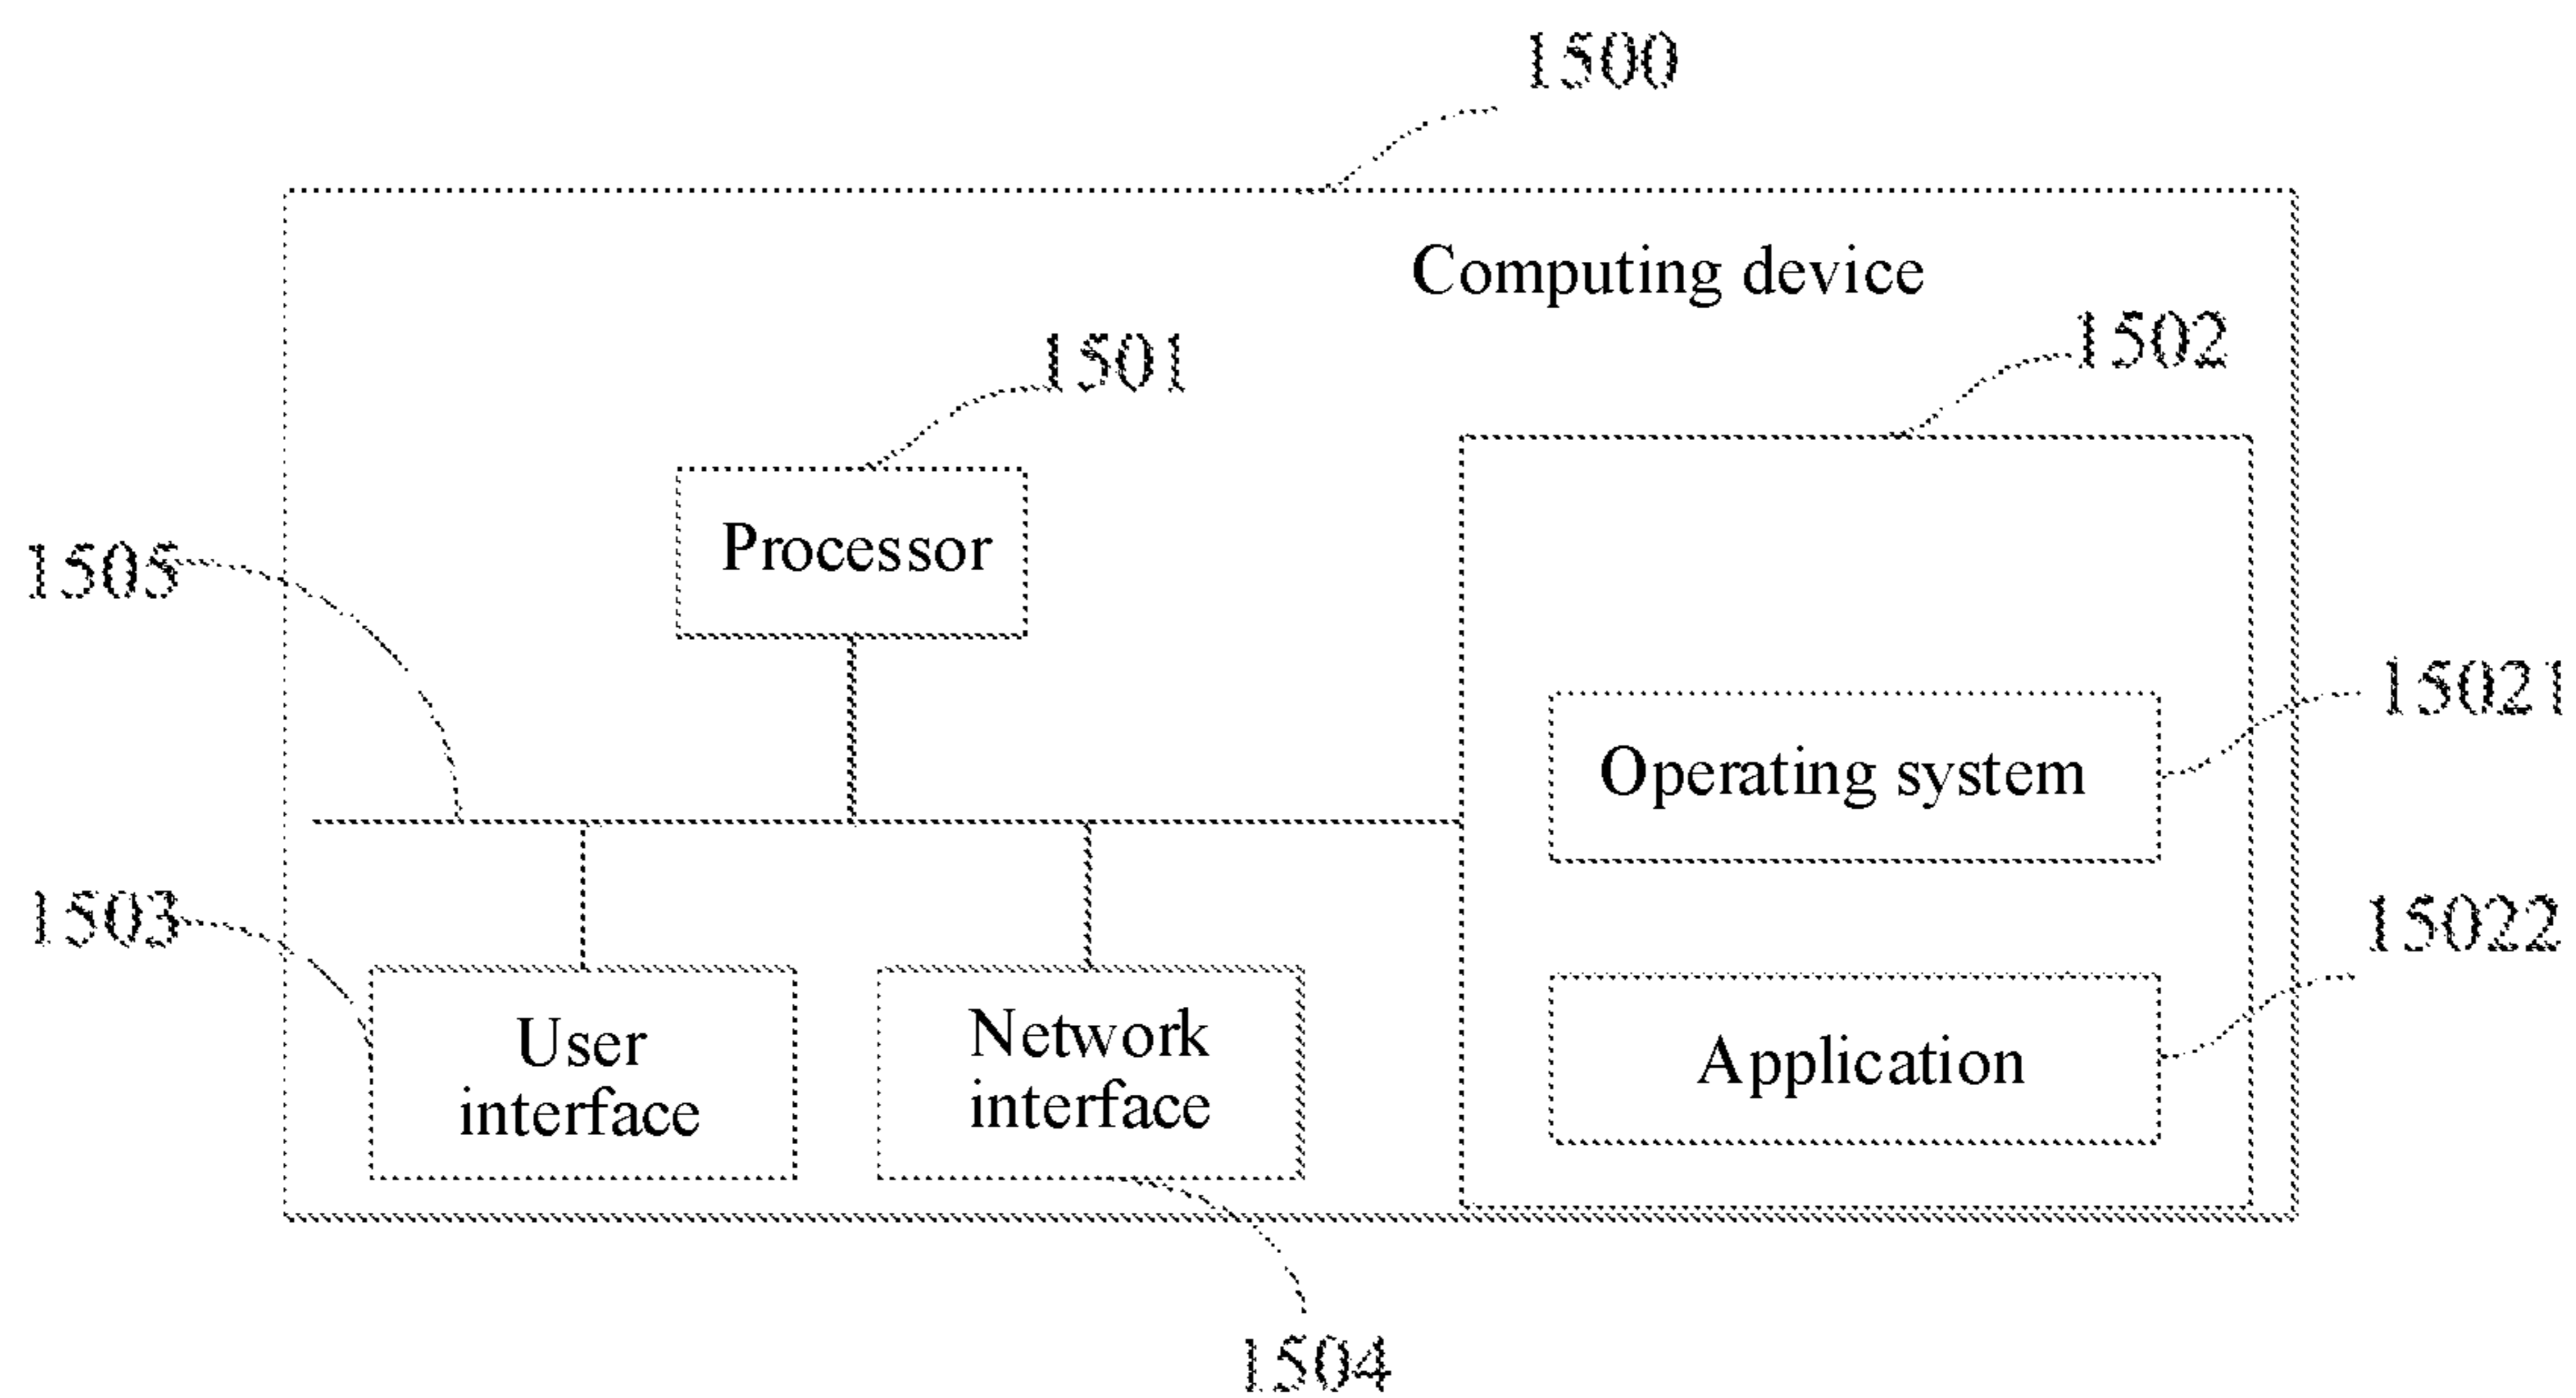 1500
Computing device
1502
1501
Processor
1505
15021
Operating system
1503
15022
User
interface
Network
interface
Application
1504